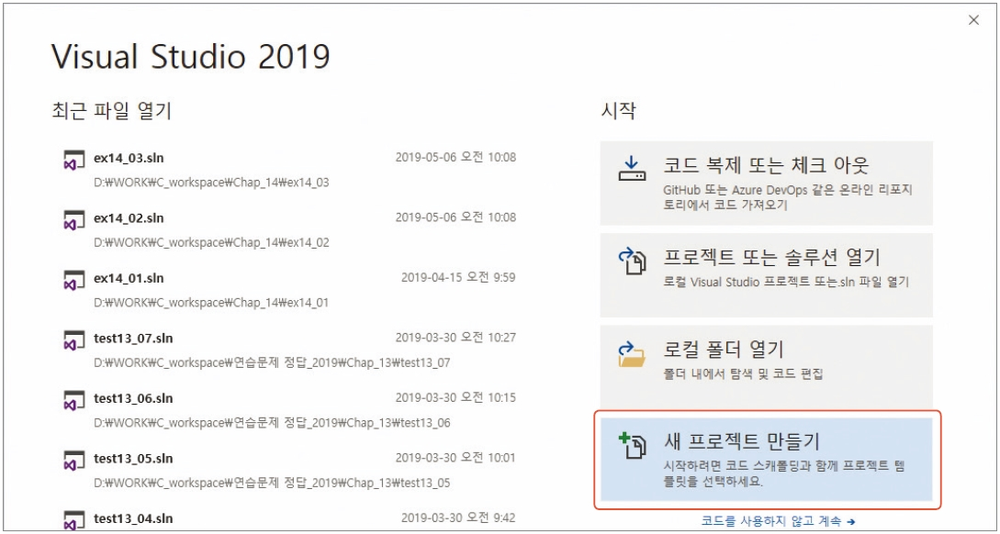 Visual Studio 2019
최근 파일 열기
ex14_03.sln 2019-05-06 오전 10:08
D:₩WORK₩C_workspace₩Chap_14₩ex14_03
ex14_02.sln 2019-05-06 오전 10:08
D:₩WORK₩C_workspace₩Chap_14₩ex14_02
ex14_01.sln 2019-04-15 오전 9:59
D:₩WORK₩C_workspace₩Chap_14₩ex14_01
test13_07.sln 2019-03-30 오전 10:27
D:₩WORK₩C_workspace₩연습문제 정답_2019₩Chap_13₩test13_07
test13_06.sln 2019-03-30 오전 10:15
D:₩WORK₩C_workspace₩연습문제 정답_2019₩Chap_13₩test13_06
test13_05.sln 2019-03-30 오전 10:01
D:₩WORK₩C_workspace₩연습문제 정답_2019₩Chap_13₩test13_05
test13_04.sln 2019-03-30 오전 9:42
시작
코드 복제 또는 체크 아웃
GitHub 또는 Azure DevOps 같은 온라인 리포지
토리에서 코드 가져오기
프로젝트 또는 솔루션 열기
로컬 Visual Studio 프로젝트 또는.sln 파일 열기
로컬 폴더 열기
폴더 내에서 탐색 및 코드 편집
새 프로젝트 만들기
시작하려면 코드 스캐폴딩과 함께 프로젝트 템
플릿을 선택하세요.
코드를 사용하지 않고 계속 →